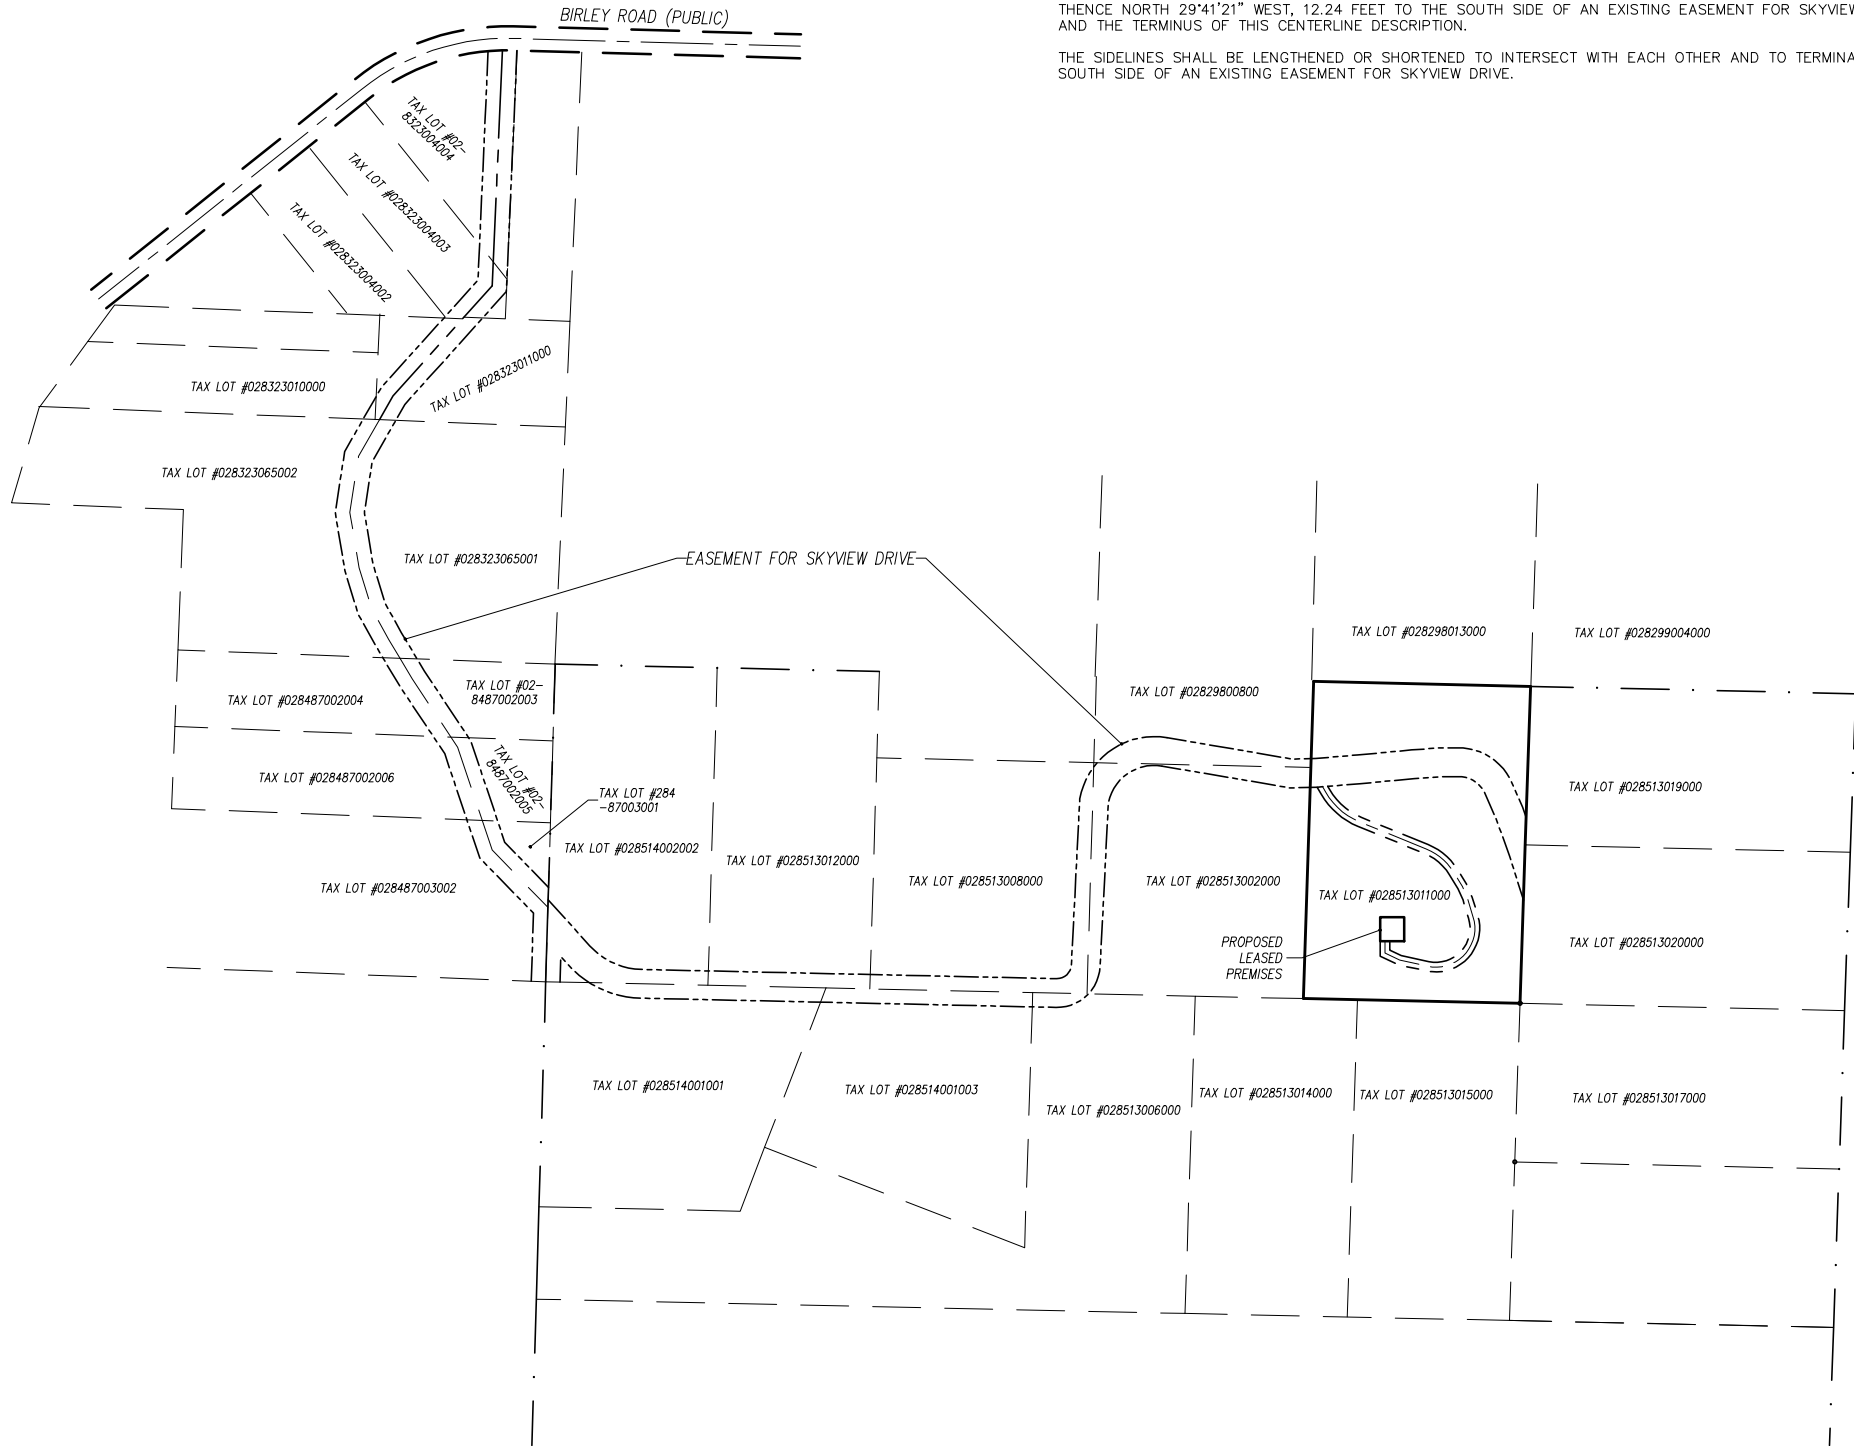 BIRLEY ROAD (PUBLIC)
THENCE NORTH 29°41'21" WEST, 12.24 FEET TO THE SOUTH SIDE OF AN EXISTING EASEMENT FOR SKYVIEW
AND THE TERMINUS OF THIS CENTERLINE DESCRIPTION.
THE SIDELINES SHALL BE LENGTHENED OR SHORTENED TO INTERSECT WITH EACH OTHER AND TO TERMINA
SOUTH SIDE OF AN EXISTING EASEMENT FOR SKYVIEW DRIVE.
TAX LOT #02-
8323004004
TAX LOT #028323004003
TAX LOT #028323004002
TAX LOT #028323010000
TAX LOT #028323011000
TAX LOT #028323065002
TAX LOT #028323065001
EASEMENT FOR SKYVIEW DRIVE
TAX LOT #028298013000
TAX LOT #028299004000
TAX LOT #028487002004
TAX LOT #02-
8487002003
TAX LOT #02829800800
TAX LOT #028487002006
TAX LOT #02-
8487002005
TAX LOT #284
-87003001
TAX LOT #028513019000
TAX LOT #028514002002
TAX LOT #028513012000
TAX LOT #028487003002
TAX LOT #028513008000
TAX LOT #028513002000
TAX LOT #028513011000
PROPOSED
LEASED
PREMISES
TAX LOT #028513020000
TAX LOT #028514001001
TAX LOT #028514001003
TAX LOT #028513006000
TAX LOT #028513014000
TAX LOT #028513015000
TAX LOT #028513017000